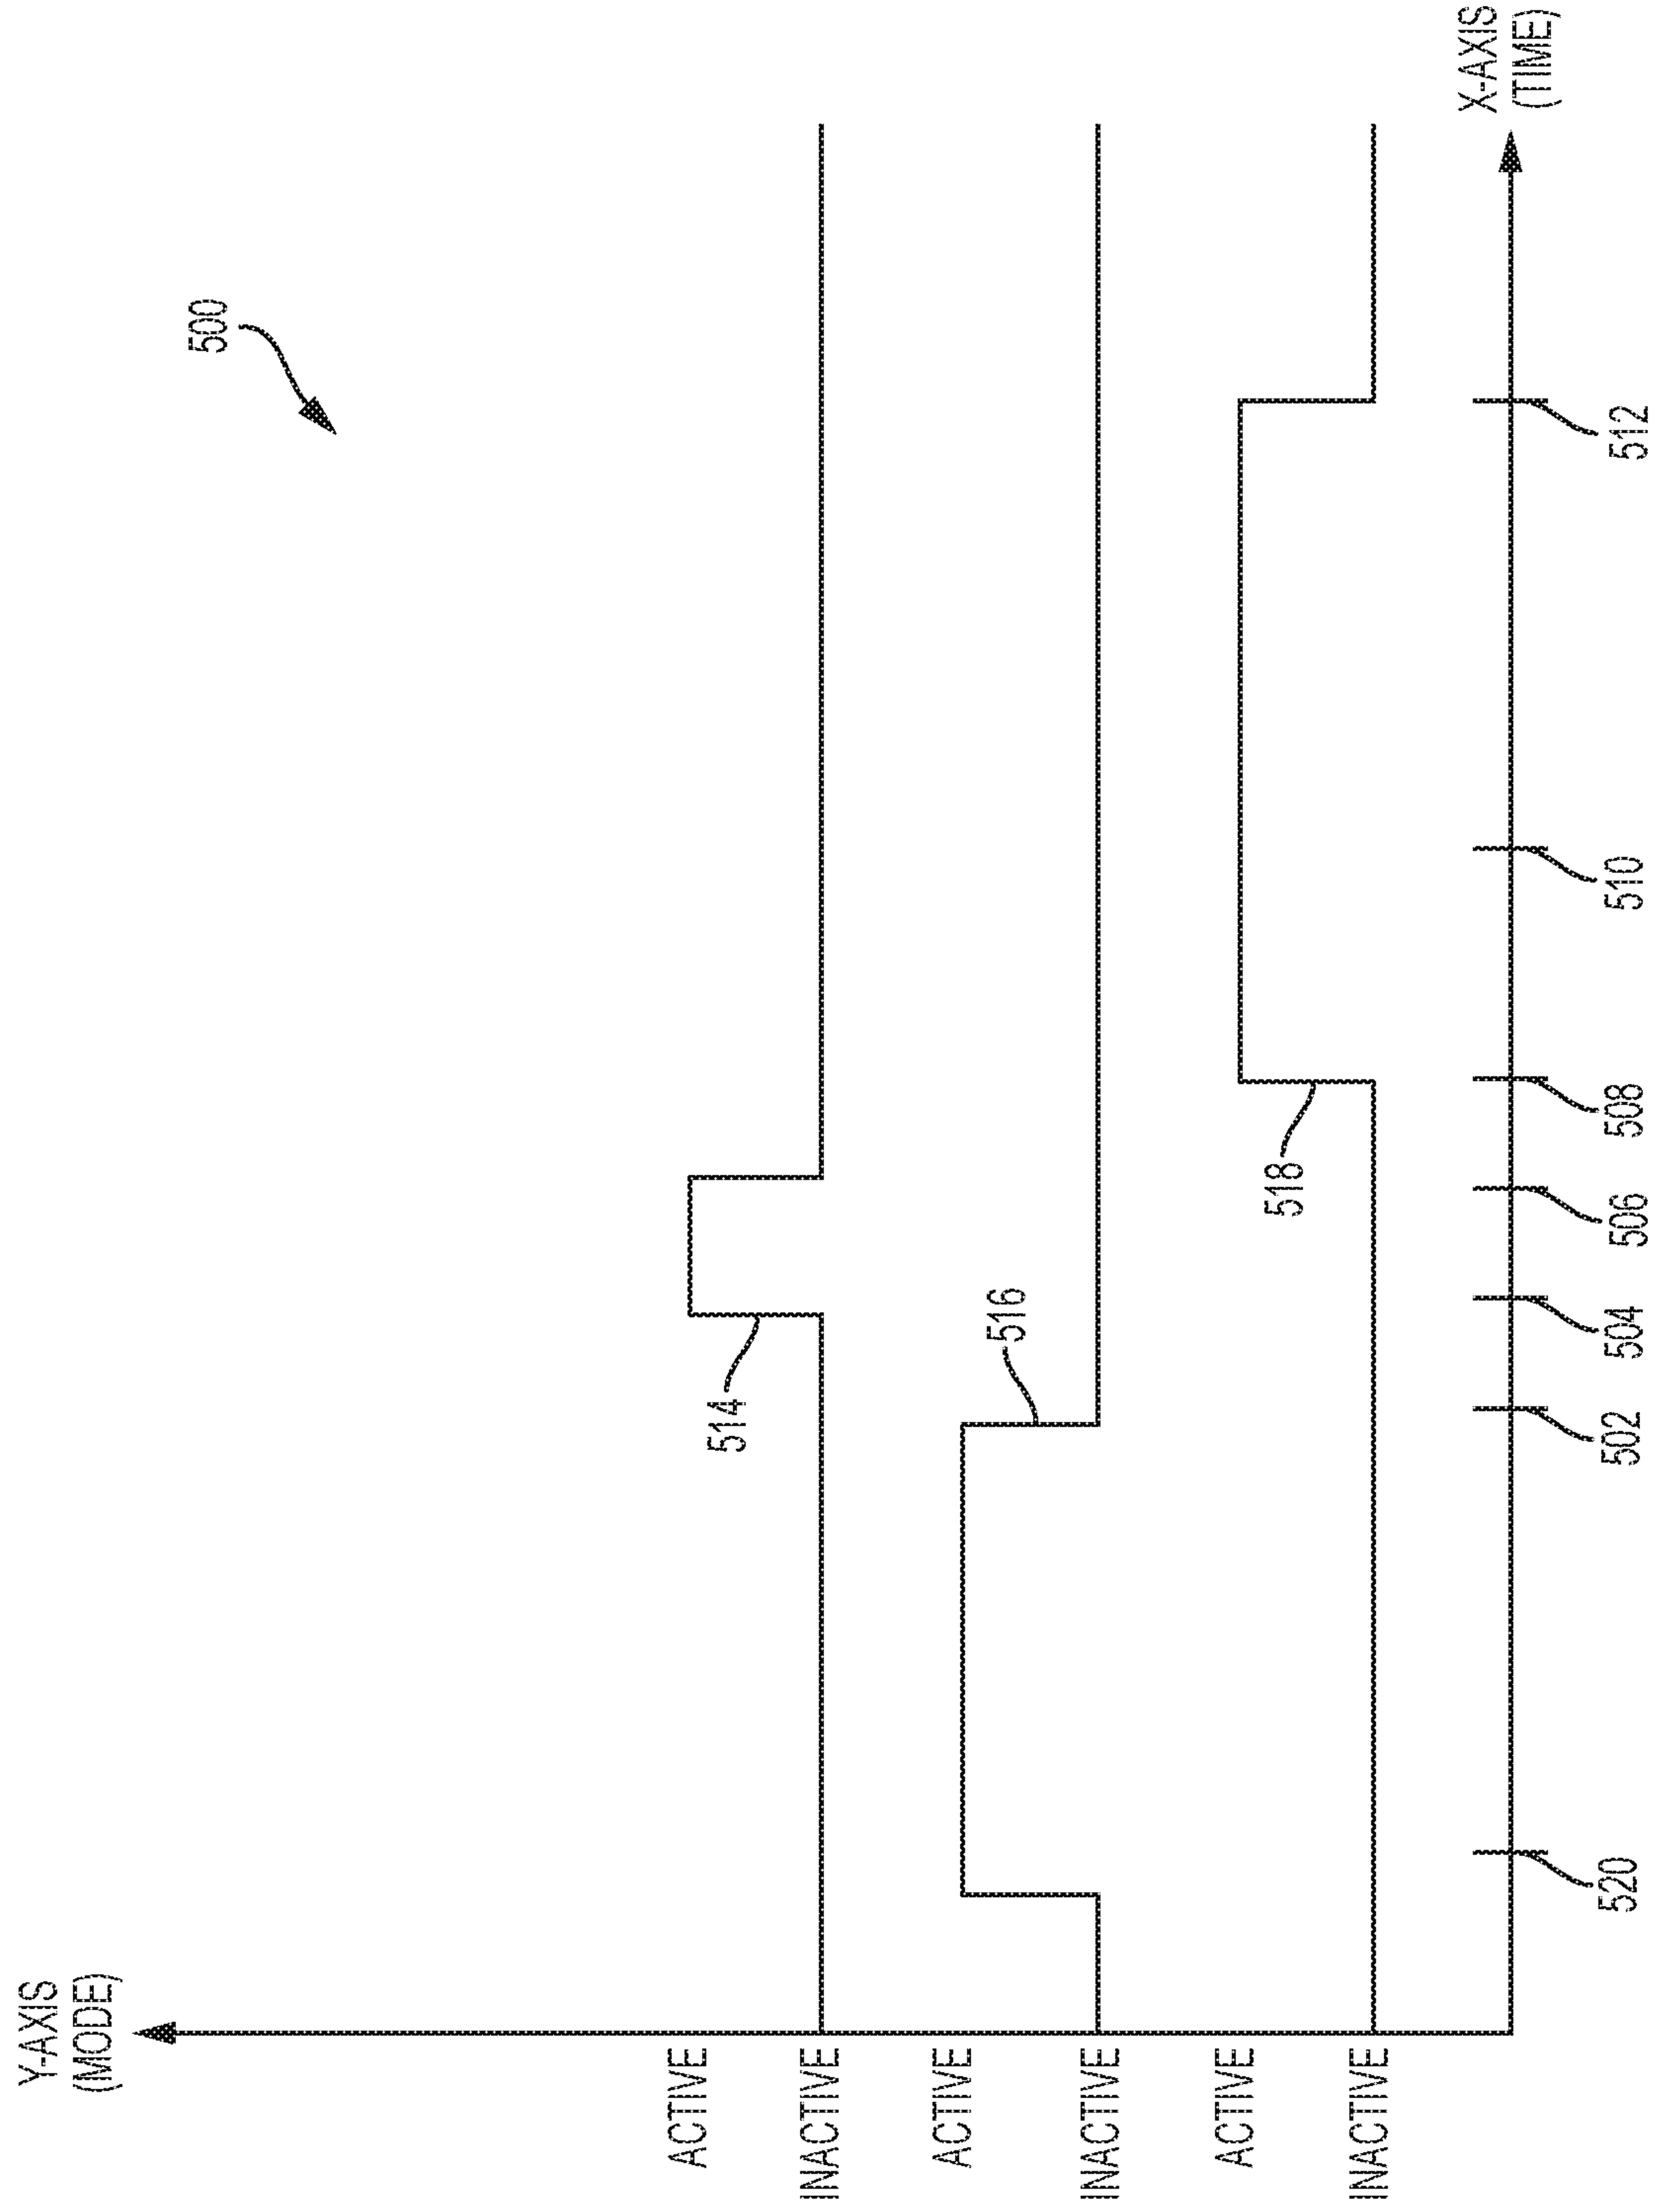 Y-AXIS
(MODE)
500
ACTIVE
514
INACTIVE
ACTIVE
516
INACTIVE
ACTIVE
518
INACTIVE
X-AXIS
(TIME)
520
502
504
506
508
510
512